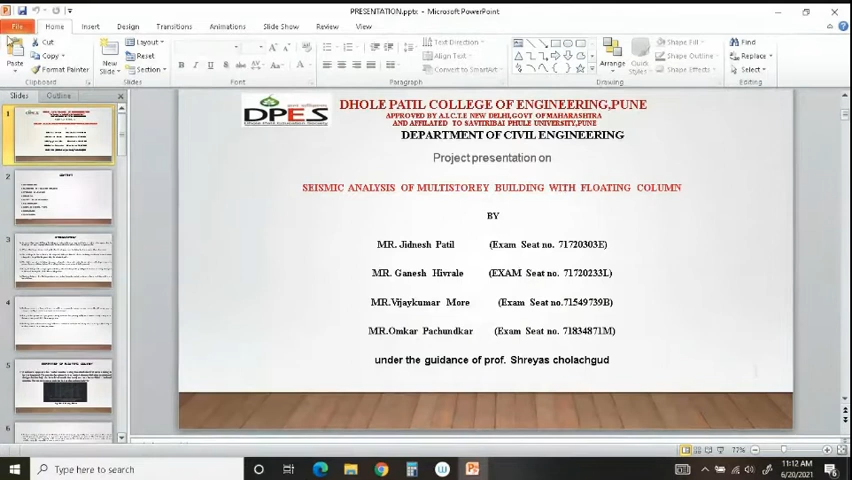 PRESENTATION.pptx - Microsoft PowerPoint
File Home Insert Design Transitions Animations Slide Show Review View
Cut
Copy
Format Painter
Paste
Clipboard
New
Slide
Layout
Reset
Section
Slides
Font
Paragraph
Text Direction
Align Text
Convert to SmartArt
Arrange
Quick
Styles
Shape Fill
Shape Outline
Shape Effects
Drawing
Find
Replace
Select
Editing
Slides Outline
1
2
3
4
5
6
DPES
DHOLE PATIL COLLEGE OF ENGINEERING,PUNE
APPROVED BY A.I.C.T.E NEW DELHI,GOVT OF MAHARASHTRA
AND AFFILATED TO SAVITRIBAI PHULE UNIVERSITY,PUNE
DEPARTMENT OF CIVIL ENGINEERING
Project presentation on
SEISMIC ANALYSIS OF MULTISTOREY BUILDING WITH FLOATING COLUMN
BY
MR. Jidnesh Patil (Exam Seat no. 71720303E)
MR. Ganesh Hivrale (EXAM Seat no. 71720233L)
MR.Vijaykumar More (Exam Seat no.71549739B)
MR.Omkar Pachundkar (Exam Seat no. 71834871M)
under the guidance of prof. Shreyas cholachgud
77%
Type here to search
11:12 AM
6/20/2021